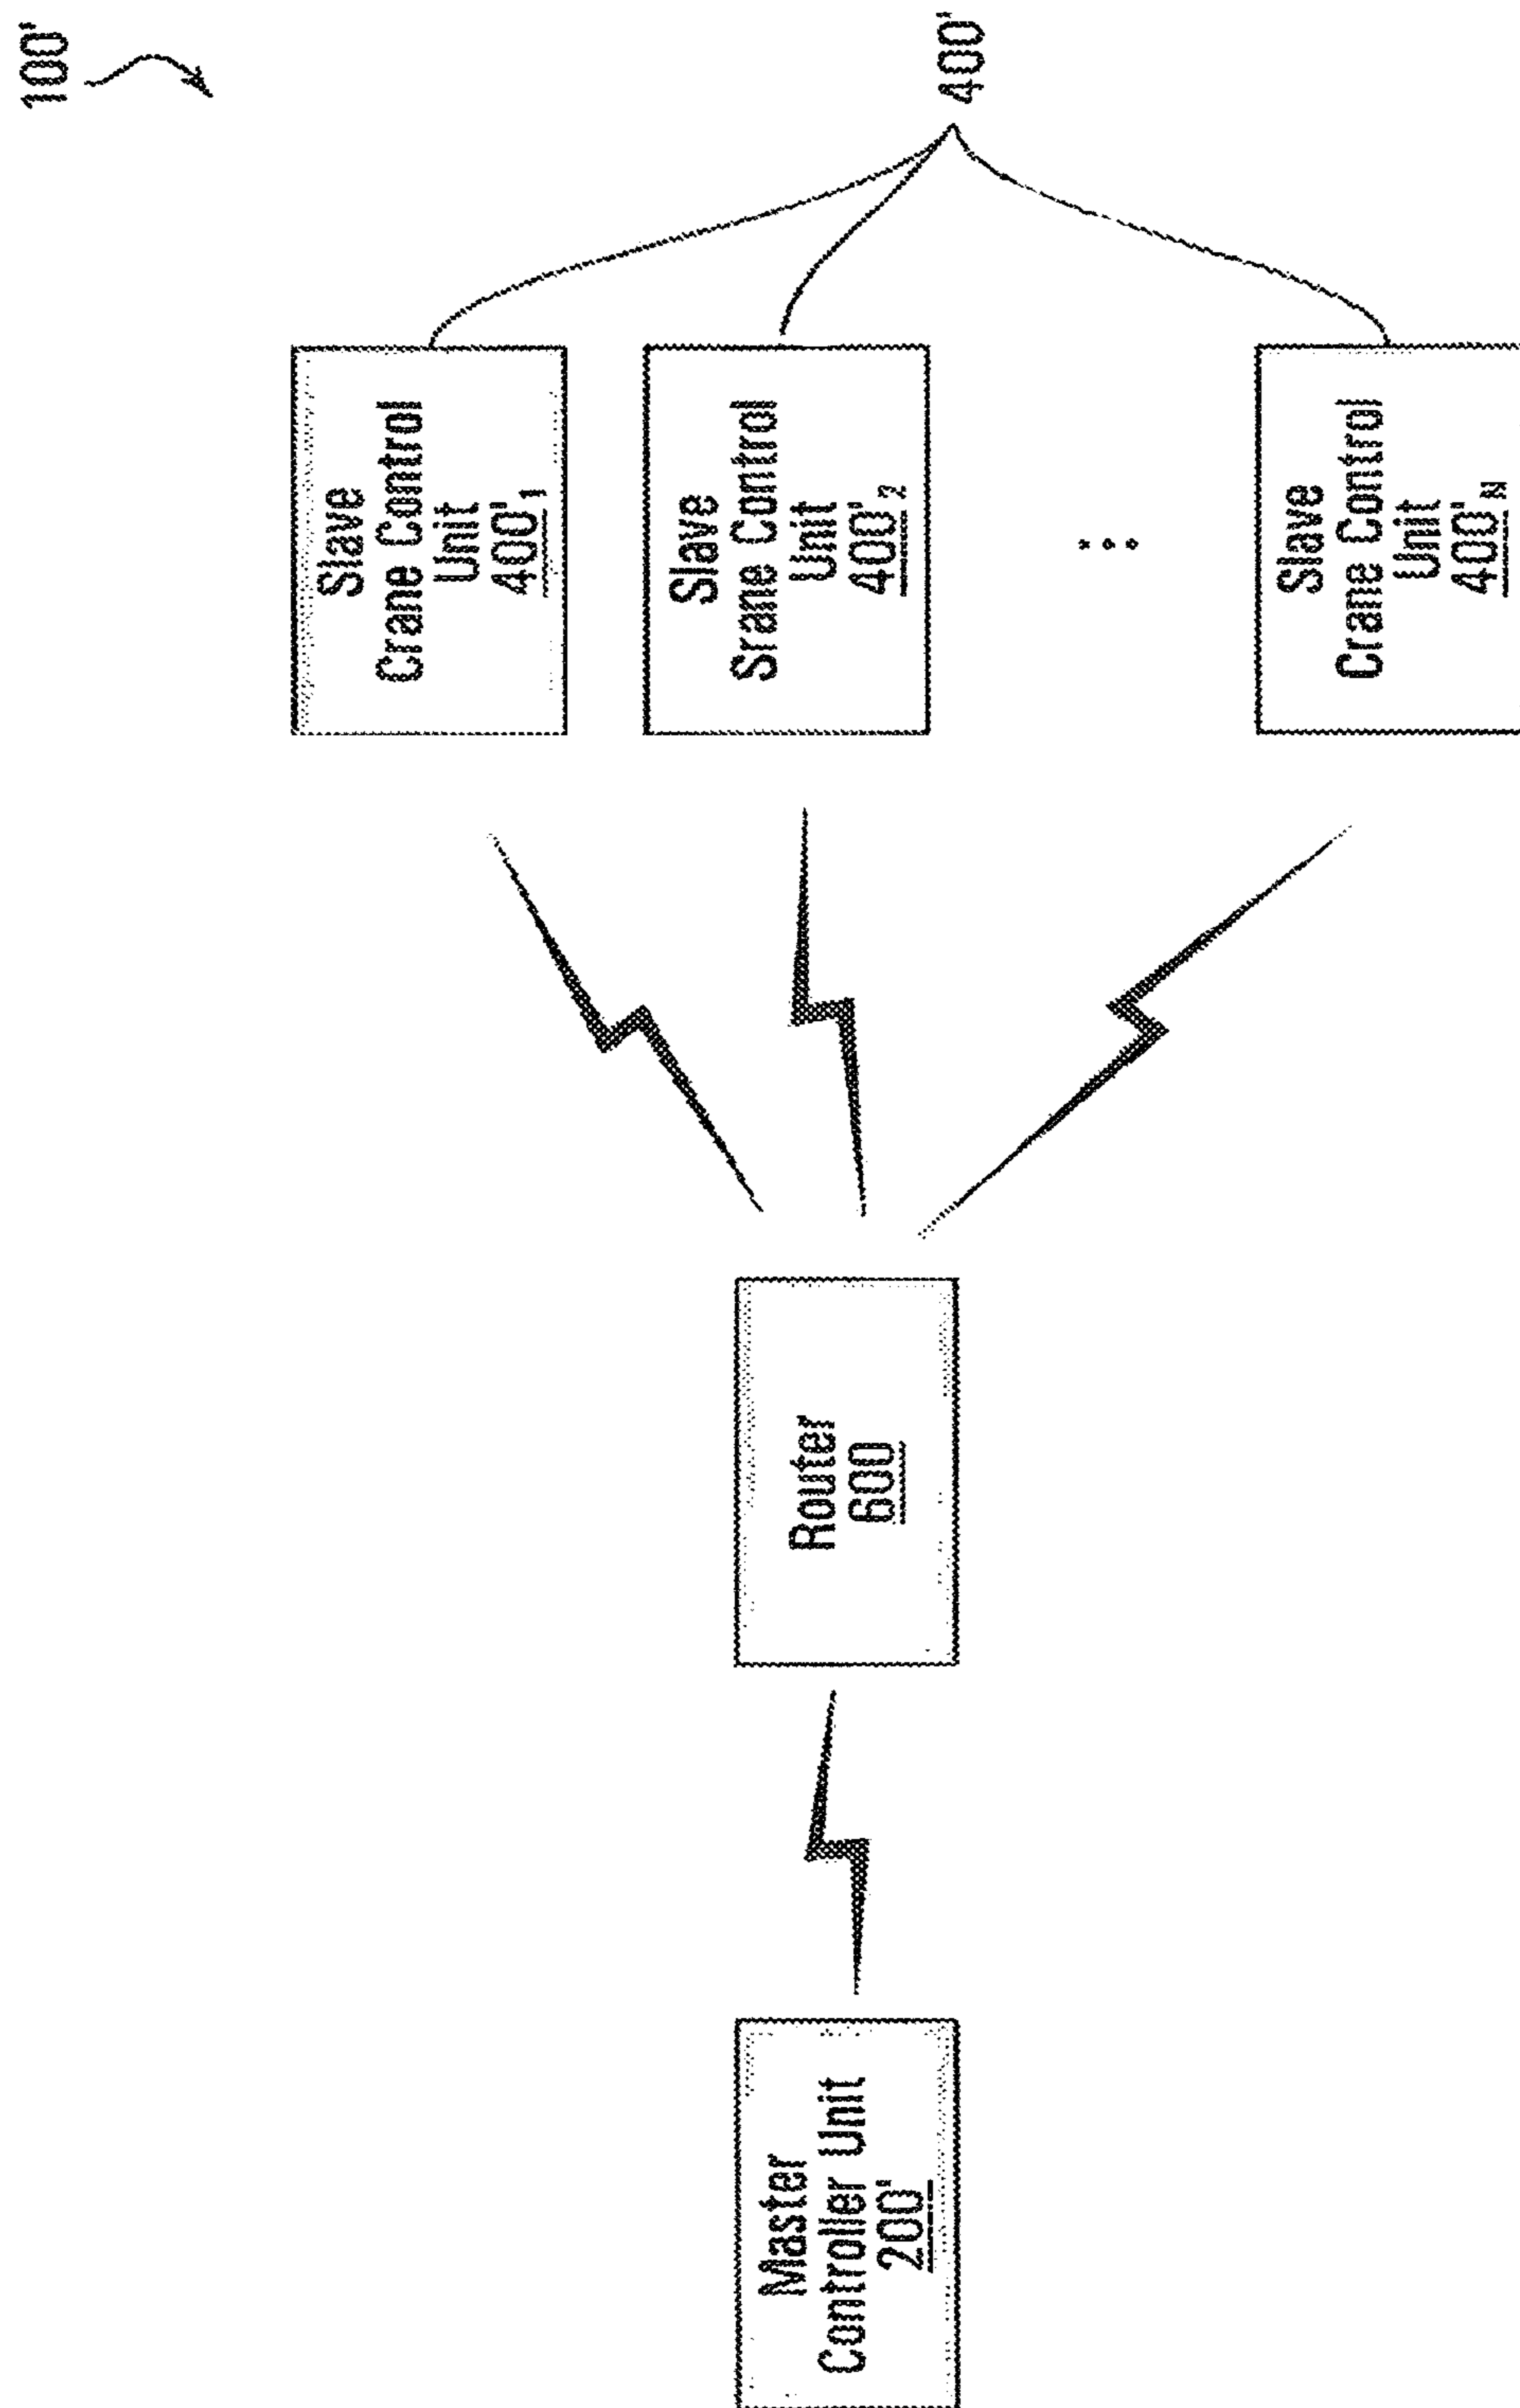 100'
Slave
Crane Control
Unit
400'1
Slave
Srane Control
Unit
400'2
Slave
Crane Control
Unit
400'N
400'
Router
600
Master
Controller Unit
200'